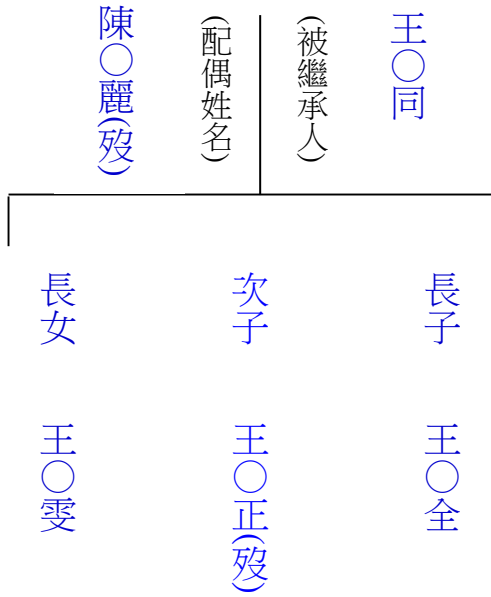 王○同
(被繼承人)
(配偶姓名)
陳○麗(歿)
長子 王○全
次子 王○正(歿)
長女 王○雯